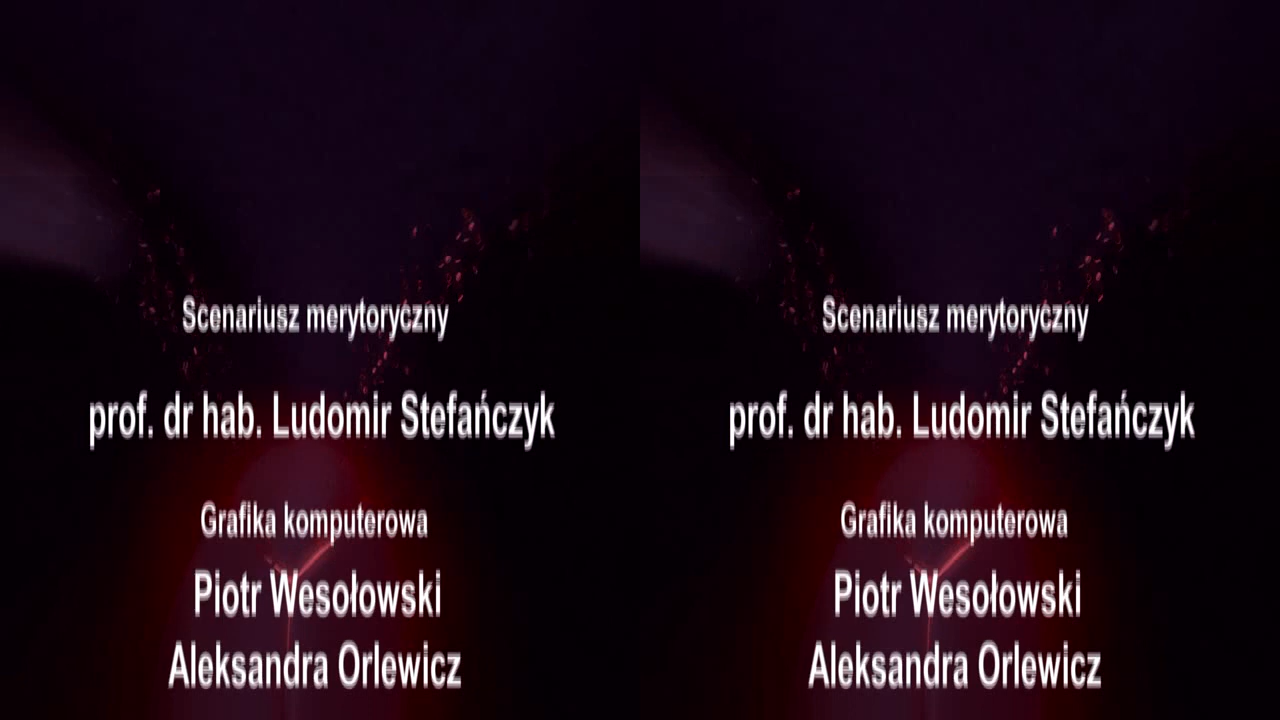 Scenariusz merytoryczny
prof. dr hab. Ludomir Stefańczyk
Grafika komputerowa
Piotr Wesołowski
Aleksandra Orlewicz
Scenariusz merytoryczny
prof. dr hab. Ludomir Stefańczyk
Grafika komputerowa
Piotr Wesołowski
Aleksandra Orlewicz